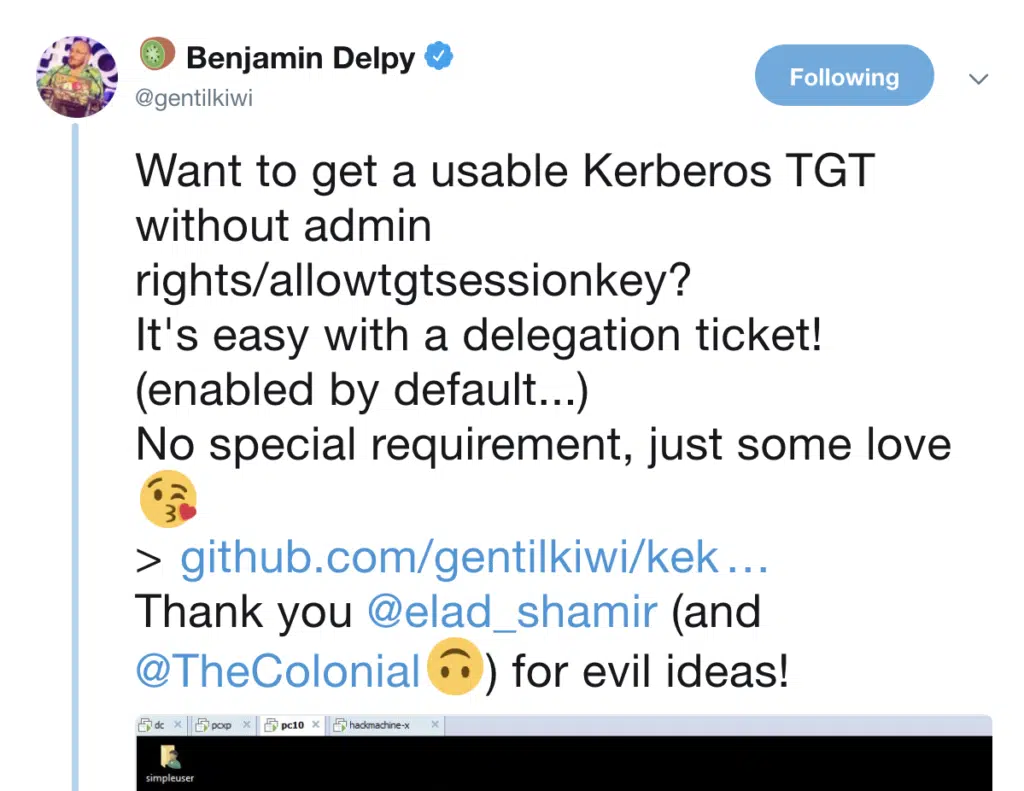 Benjamin Delpy
@gentilkiwi
Following
Want to get a usable Kerberos TGT
without admin
rights/allowtgtsessionkey?
It's easy with a delegation ticket!
(enabled by default...)
No special requirement, just some love
😘
> github.com/gentilkiwi/kek…
Thank you @elad_shamir (and
@TheColonial🙃) for evil ideas!
dc × pcxp × pc10 × hackmachine-x ×
simpleuser